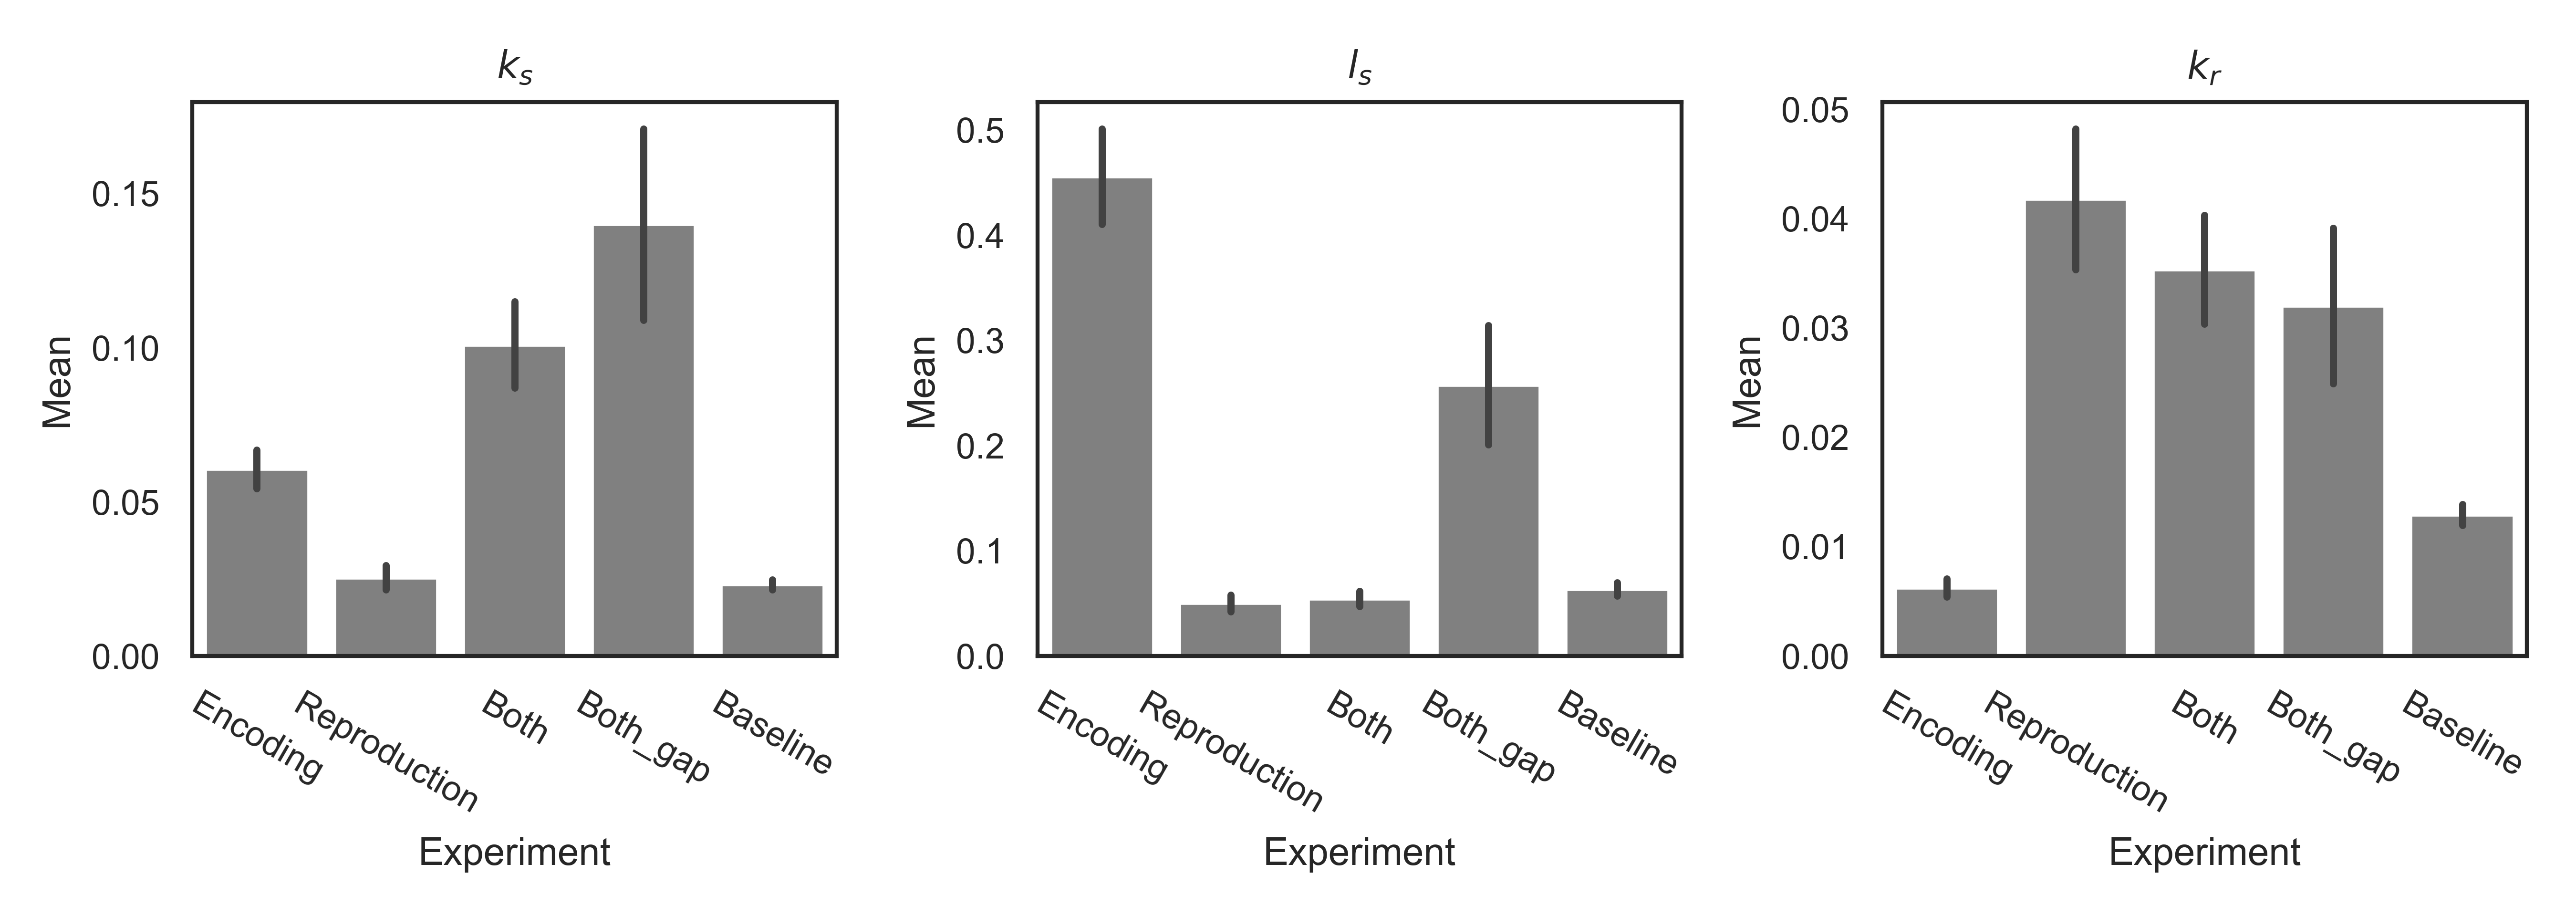 k_s
Mean
0.15
0.10
0.05
0.00
Encoding
Reproduction
Both
Both_gap
Baseline
Experiment
l_s
Mean
0.5
0.4
0.3
0.2
0.1
0.0
Encoding
Reproduction
Both
Both_gap
Baseline
Experiment
k_r
Mean
0.05
0.04
0.03
0.02
0.01
0.00
Encoding
Reproduction
Both
Both_gap
Baseline
Experiment